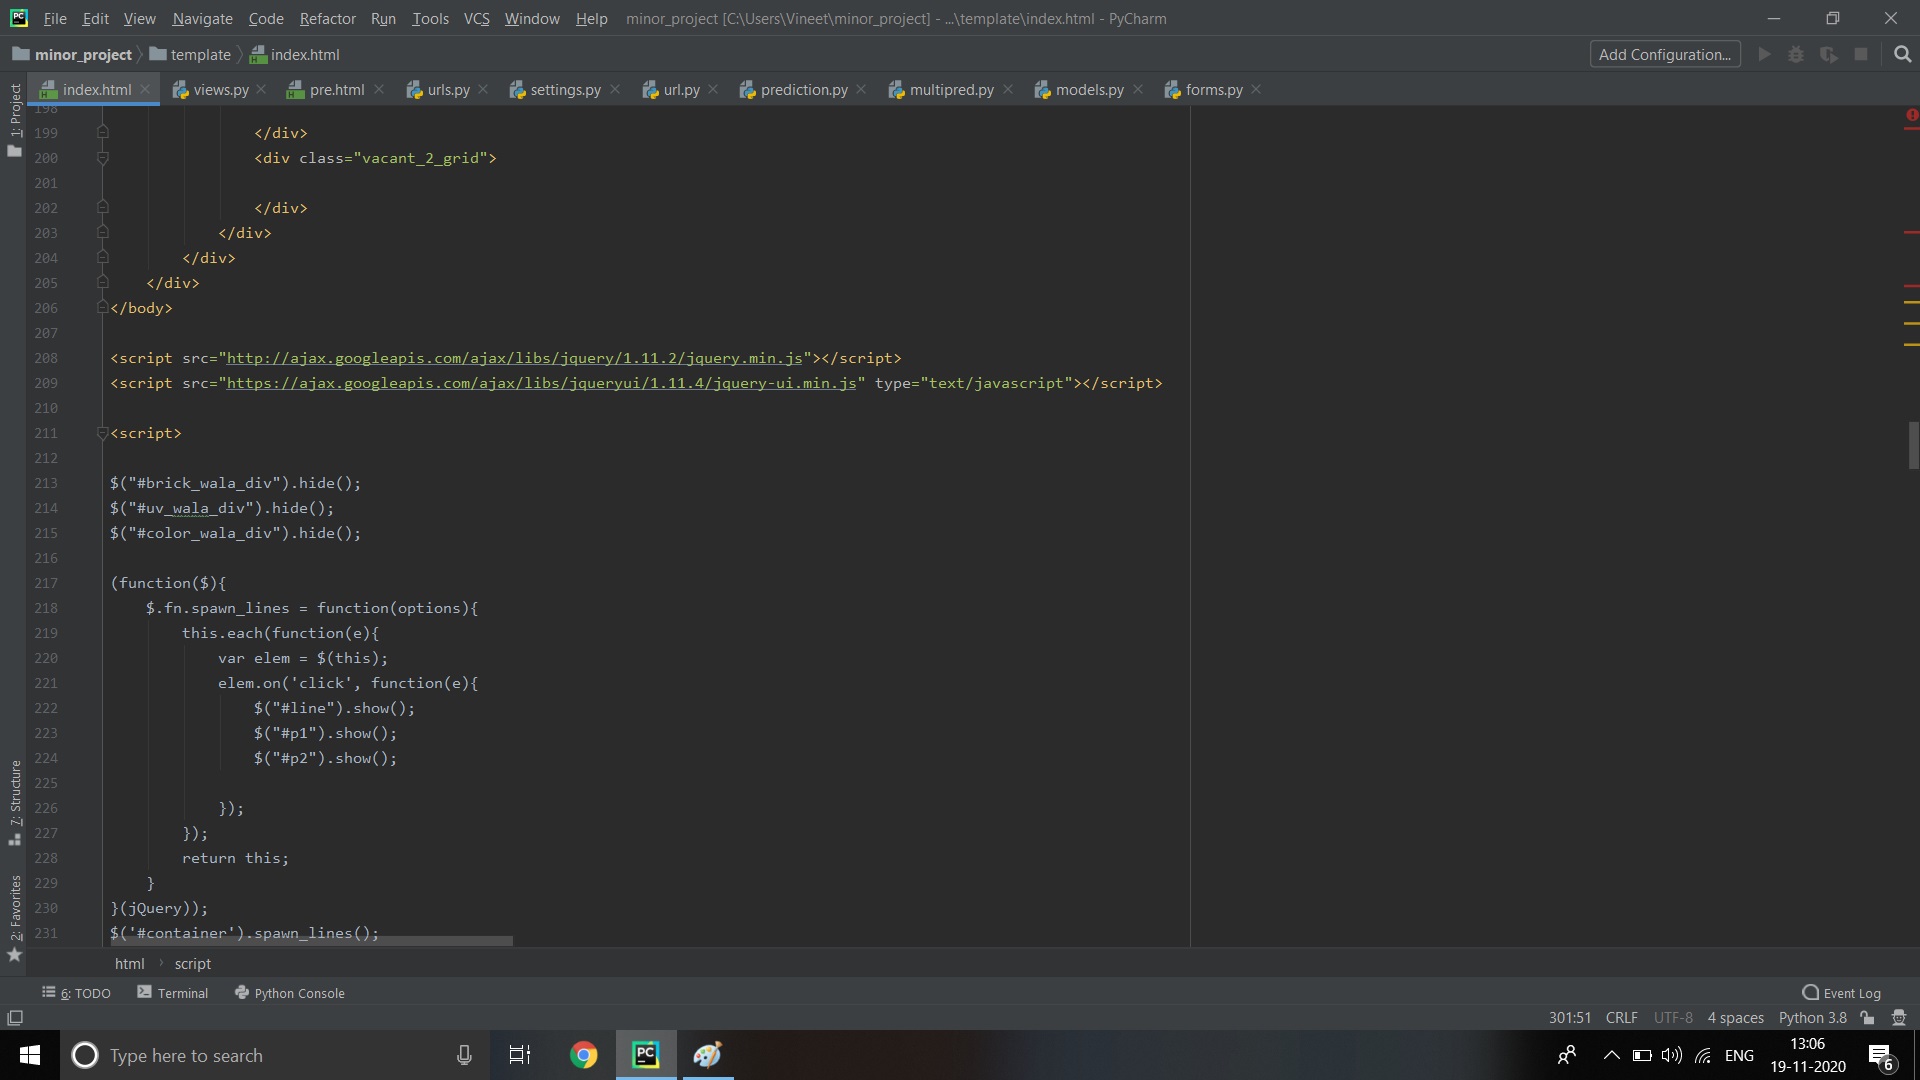 File Edit View Navigate Code Refactor Run Tools VCS Window Help minor_project [C:\Users\Vineet\minor_project] - ...\template\index.html - PyCharm
minor_project template index.html Add Configuration...
index.html views.py pre.html urls.py settings.py url.py prediction.py multipred.py models.py forms.py
1: Project
198
199 </div>
200 <div class="vacant_2_grid">
201
202 </div>
203 </div>
204 </div>
205 </div>
206 </body>
207
208 <script src="http://ajax.googleapis.com/ajax/libs/jquery/1.11.2/jquery.min.js"></script>
209 <script src="https://ajax.googleapis.com/ajax/libs/jqueryui/1.11.4/jquery-ui.min.js" type="text/javascript"></script>
210
211 <script>
212
213 $("#brick_wala_div").hide();
214 $("#uv_wala_div").hide();
215 $("#color_wala_div").hide();
216
217 (function($){
218 $.fn.spawn_lines = function(options){
219 this.each(function(e){
220 var elem = $(this);
221 elem.on('click', function(e){
222 $("#line").show();
223 $("#p1").show();
224 $("#p2").show();
225
226 });
227 });
228 return this;
229 }
230 }(jQuery));
231 $('#container').spawn_lines();
7: Structure
2: Favorites
html script
6: TODO Terminal Python Console Event Log
301:51 CRLF UTF-8 4 spaces Python 3.8
Type here to search
PC
ENG
13:06
19-11-2020
6